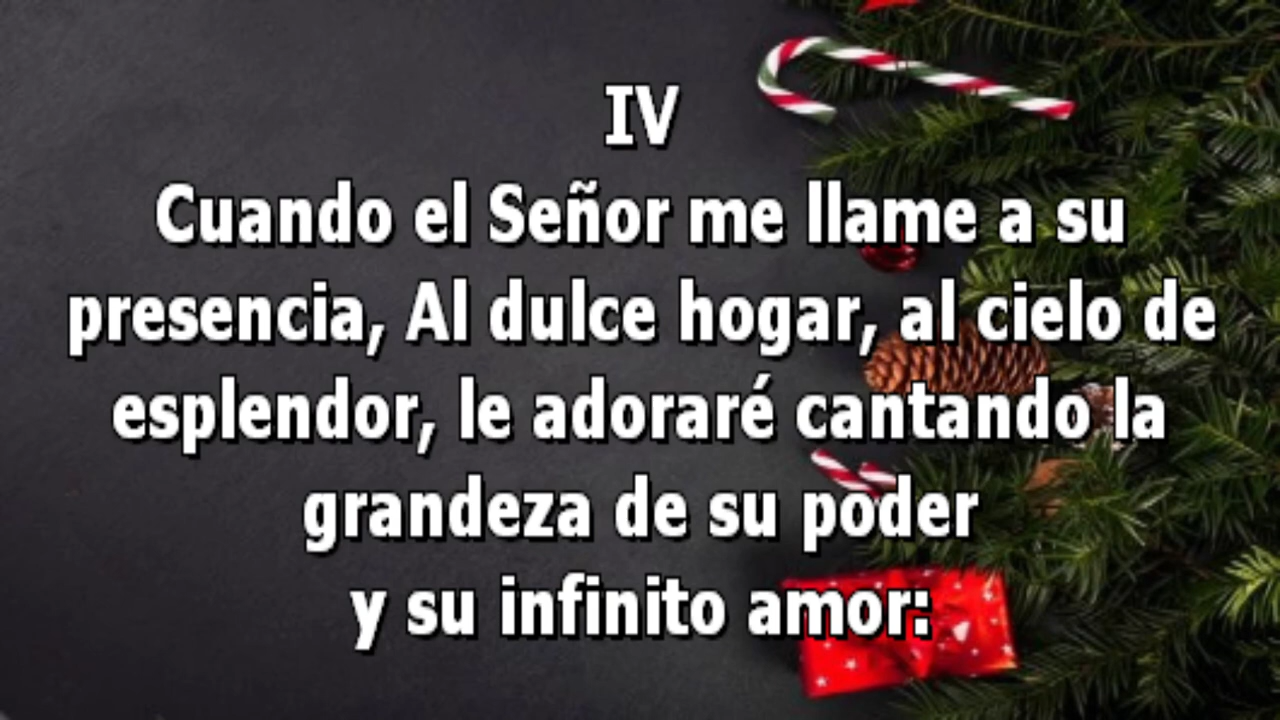 IV
Cuando el Señor me llame a su
presencia, Al dulce hogar, al cielo de
esplendor, le adoraré cantando la
grandeza de su poder
y su infinito amor: